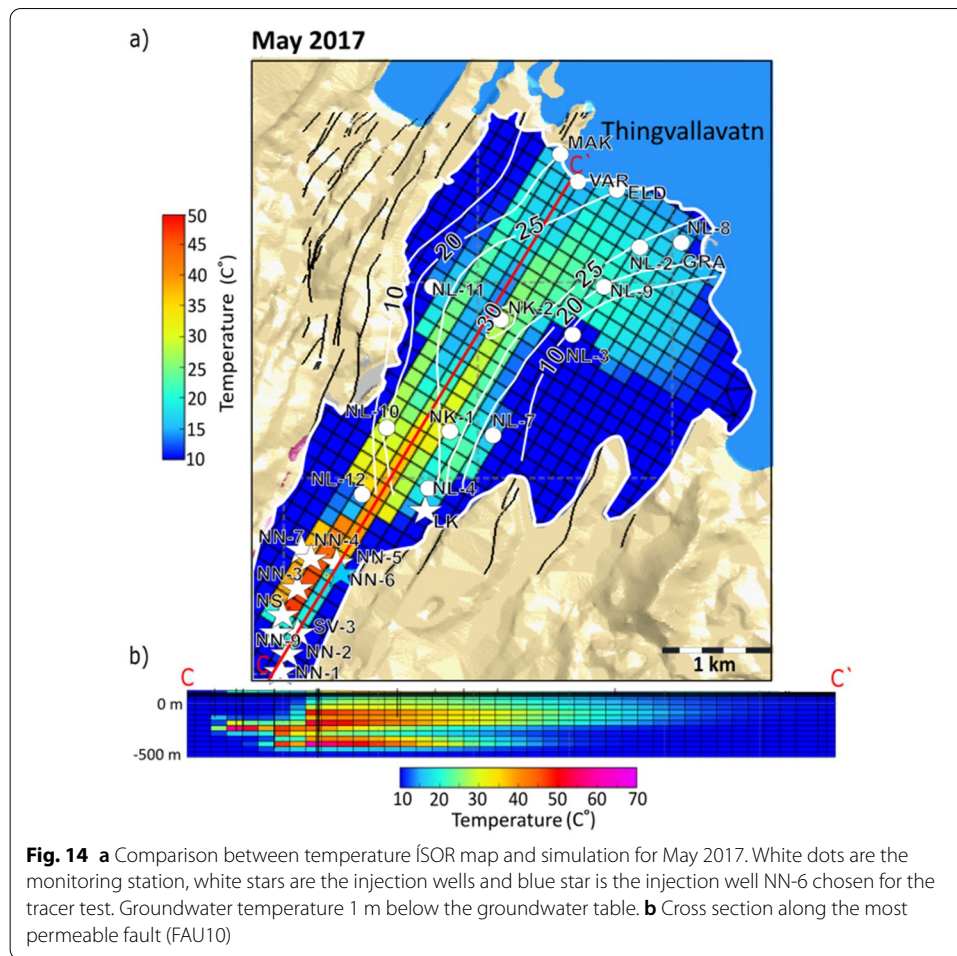 a)
May 2017
Thingvallavatn
MAK
C`
VAR
ELD
NL-8
NL-2 GRA
NL-9
25
20
10
25
20
10
30
NL-11
NK-2
NL-3
NL-10
NK-1
NL-7
NL-12
NL-4
LK
NN-7
NN-4
NN-5
NN-3
NN-6
NS
SV-3
NN-9
NN-2
C
NN-1
1 km
50
45
40
35
30
25
20
15
10
Temperature (C°)
b)
C
C`
0 m
-500 m
10 20 30 40 50 60 70
Temperature (C°)
Fig. 14 a Comparison between temperature ÍSOR map and simulation for May 2017. White dots are the
monitoring station, white stars are the injection wells and blue star is the injection well NN-6 chosen for the
tracer test. Groundwater temperature 1 m below the groundwater table. b Cross section along the most
permeable fault (FAU10)